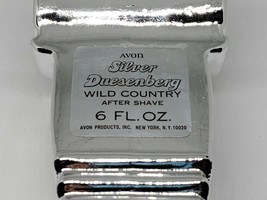 AVON
Silver
Duesenberg
WILD COUNTRY
AFTER SHAVE
6 FL. OZ.
AVON PRODUCTS, INC. NEW YORK, N.Y. 10020